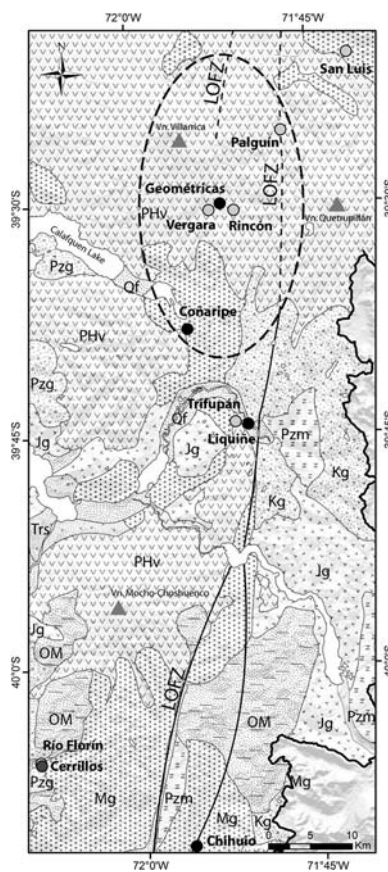 72°0'W 71°45'W
N
San Luis
LOFZ
Vn. Villarrica
Palguín
LOFZ
Geométricas
39°30'S
PHv
Vergara Rincón
Vn. Quetrupillán
Calafquen Lake
Pzg
Qf
Coñaripe
PHv
Pzg
Trifupán
Qf
Liquiñe
Pzm
39°45'S
39°45'S
Jg
Jg
Kg
Kg
Trs
PHv
Jg
Vn. Mocho-Choshuenco
Jg
OM
40°0'S
LOFZ
OM
Jg
Pzm
Río Florín
Cerrillos
Pzg
Mg
Pzm
Mg
Kg
Mg
Chihuio
0 5 10
Km
72°0'W 71°45'W